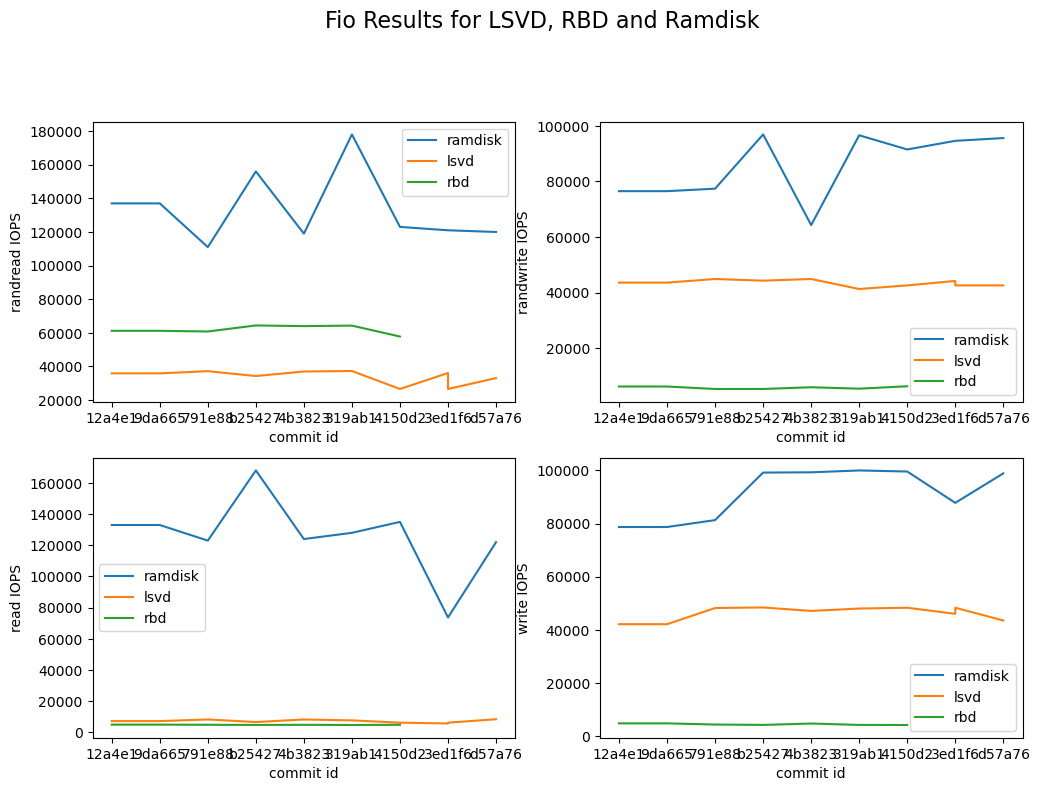 Fio Results for LSVD, RBD and Ramdisk
randread IOPS
180000
160000
140000
120000
100000
80000
60000
40000
20000
ramdisk
lsvd
rbd
12a4e1 9da665 791e88 b25427 4b3823 319ab1 4150d2 3ed1f6 d57a76
commit id
randwrite IOPS
100000
80000
60000
40000
20000
ramdisk
lsvd
rbd
12a4e1 9da665 791e88 b25427 4b3823 319ab1 4150d2 3ed1f6 d57a76
commit id
read IOPS
160000
140000
120000
100000
80000
60000
40000
20000
0
ramdisk
lsvd
rbd
12a4e1 9da665 791e88 b25427 4b3823 319ab1 4150d2 3ed1f6 d57a76
commit id
write IOPS
100000
80000
60000
40000
20000
0
ramdisk
lsvd
rbd
12a4e1 9da665 791e88 b25427 4b3823 319ab1 4150d2 3ed1f6 d57a76
commit id